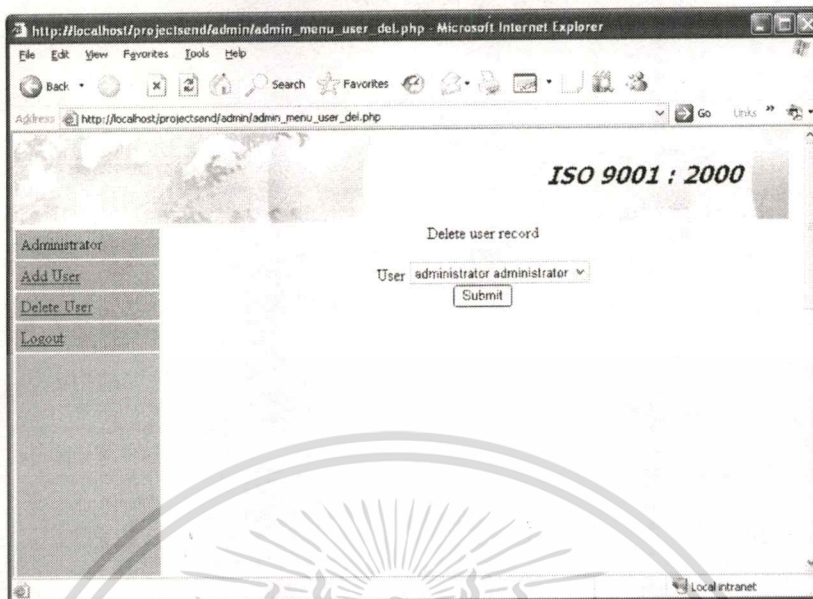 http://localhost/projectsend/admin/admin_menu_user_del.php - Microsoft Internet Explorer
File Edit View Favorites Tools Help
Back Search Favorites
Address http://localhost/projectsend/admin/admin_menu_user_del.php Go Links »
ISO 9001 : 2000
Administrator
Add User
Delete User
Logout
Delete user record
User administrator administrator
Submit
Local intranet